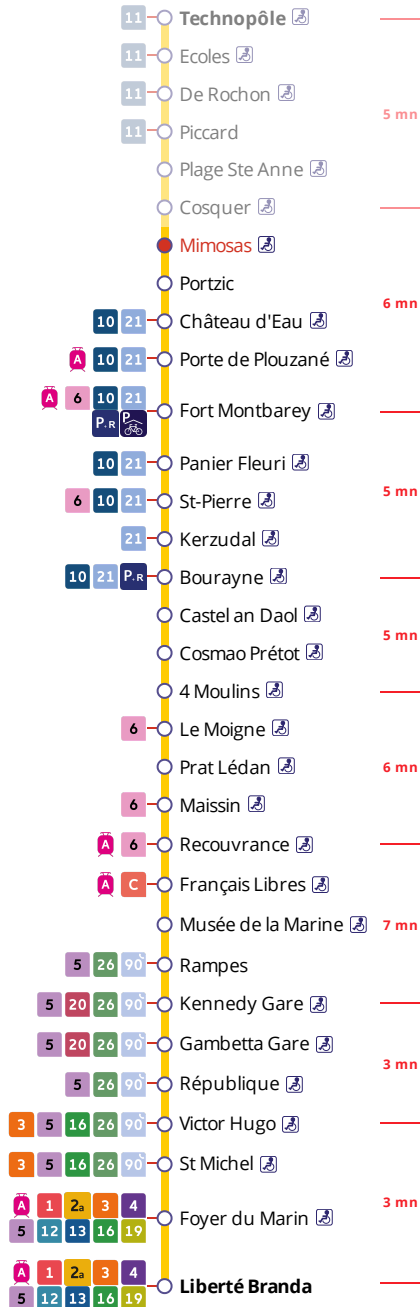 11 Technopôle
11 Ecoles
11 De Rochon
5 mn
11 Piccard
Plage Ste Anne
Cosquer
Mimosas
Portzic
6 mn
10 21 Château d'Eau
A 10 21 Porte de Plouzané
A 6 10 21
P+R P Fort Montbarey
10 21 Panier Fleuri
5 mn
6 10 21 St-Pierre
21 Kerzudal
10 21 P+R Bourayne
Castel an Daol
5 mn
Cosmao Prétot
4 Moulins
6 Le Moigne
Prat Lédan
6 mn
6 Maissin
A 6 Recouvrance
A C Français Libres
Musée de la Marine
7 mn
5 26 90 Rampes
5 20 26 90 Kennedy Gare
5 20 26 90 Gambetta Gare
3 mn
5 26 90 République
3 5 16 26 90 Victor Hugo
3 5 16 26 90 St Michel
3 mn
A 1 2a 3 4
5 12 13 16 19 Foyer du Marin
A 1 2a 3 4
5 12 13 16 19 Liberté Branda